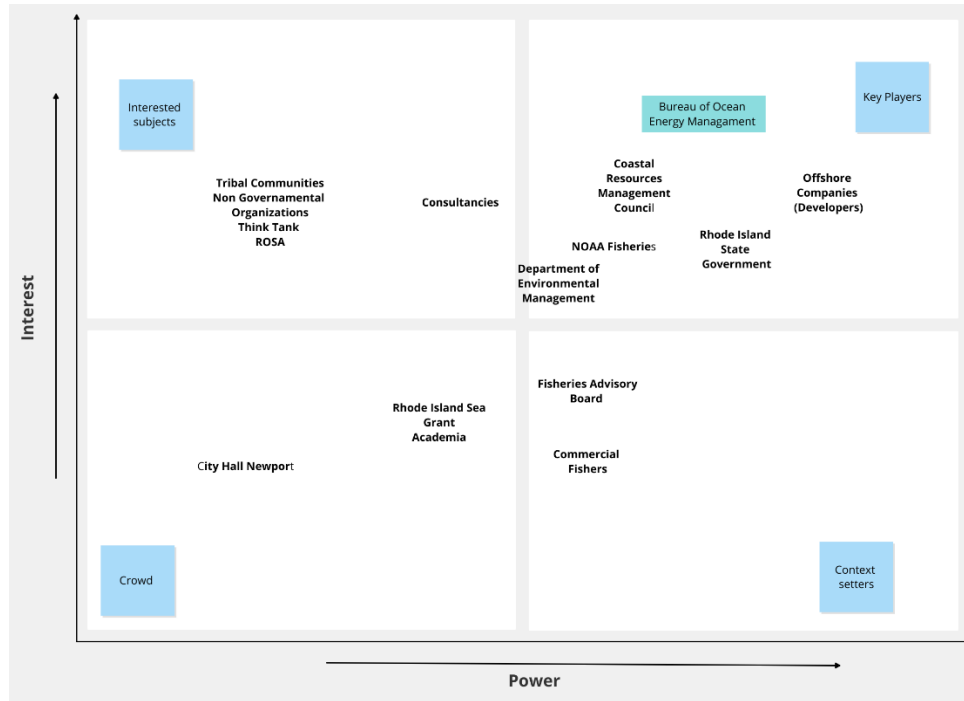 Interested
subjects
Key Players
Bureau of Ocean
Energy Managament
Coastal
Resources
Management
Council
Offshore
Companies
(Developers)
Tribal Communities
Non Governamental
Organizations
Think Tank
ROSA
Consultancies
NOAA Fisheries
Rhode Island
State
Government
Department of
Environmental
Management
Interest
Fisheries Advisory
Board
Rhode Island Sea
Grant
Academia
City Hall Newport
Commercial
Fishers
Crowd
Context
setters
Power